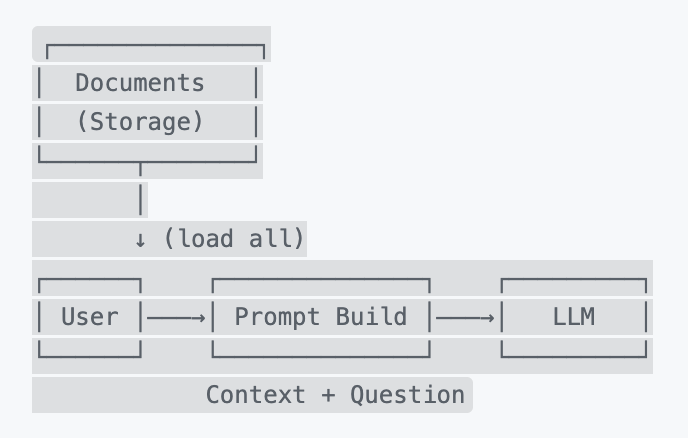 Documents
(Storage)
↓ (load all)
User → Prompt Build → LLM
Context + Question